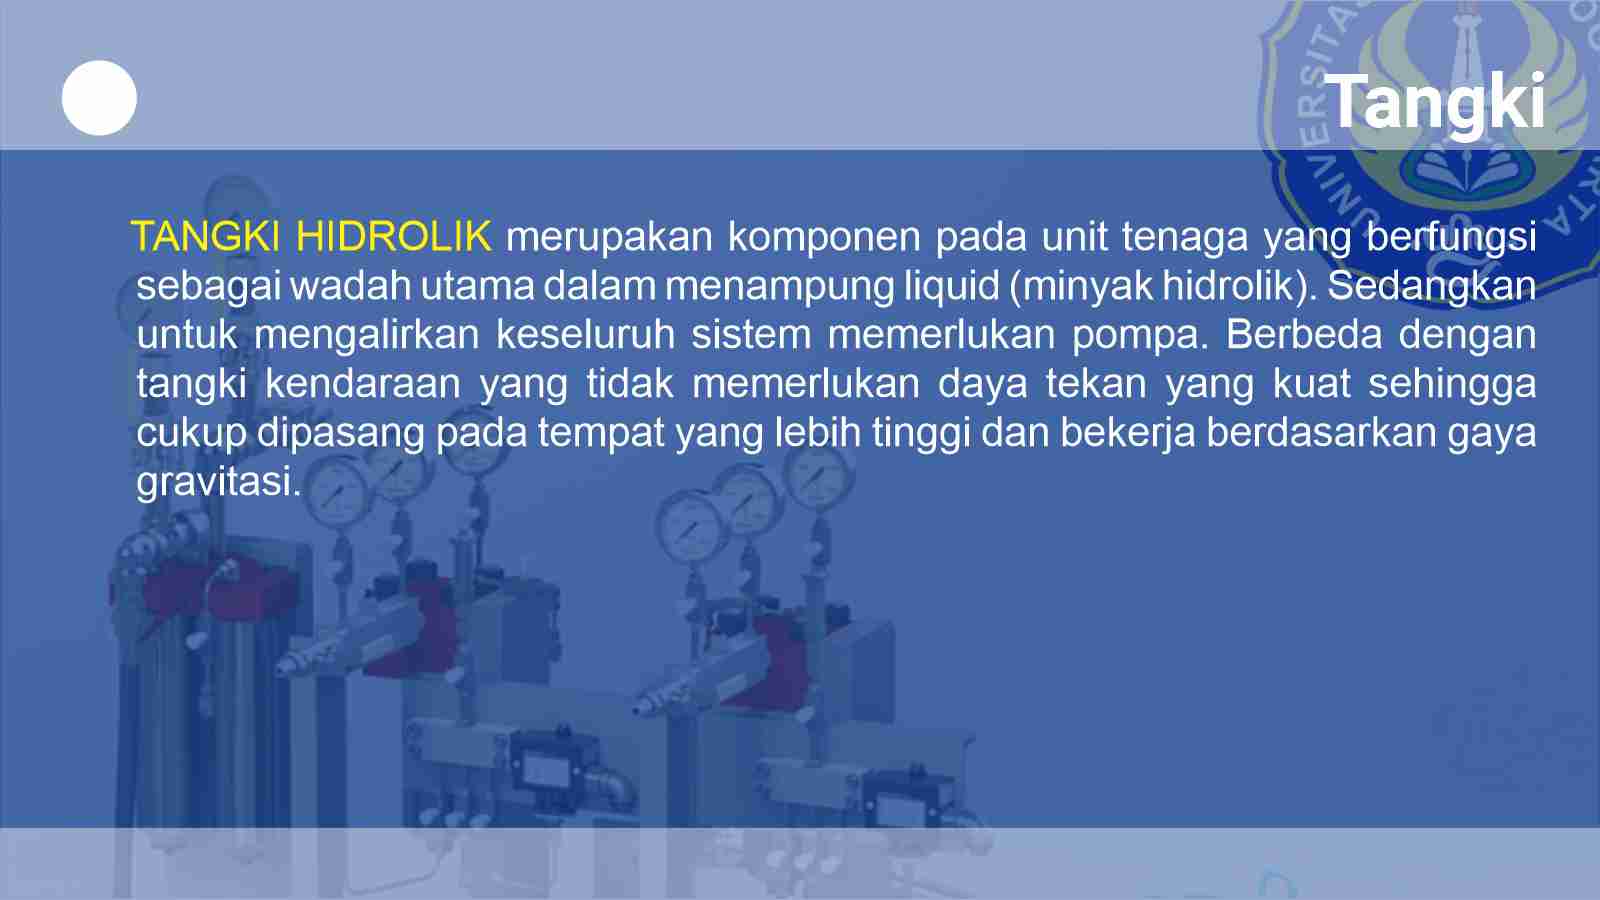 Tangki
UNIVERSITAS
TANGKI HIDROLIK merupakan komponen pada unit tenaga yang berfungsi
sebagai wadah utama dalam menampung liquid (minyak hidrolik). Sedangkan
untuk mengalirkan keseluruh sistem memerlukan pompa. Berbeda dengan
tangki kendaraan yang tidak memerlukan daya tekan yang kuat sehingga
cukup dipasang pada tempat yang lebih tinggi dan bekerja berdasarkan gaya
gravitasi.